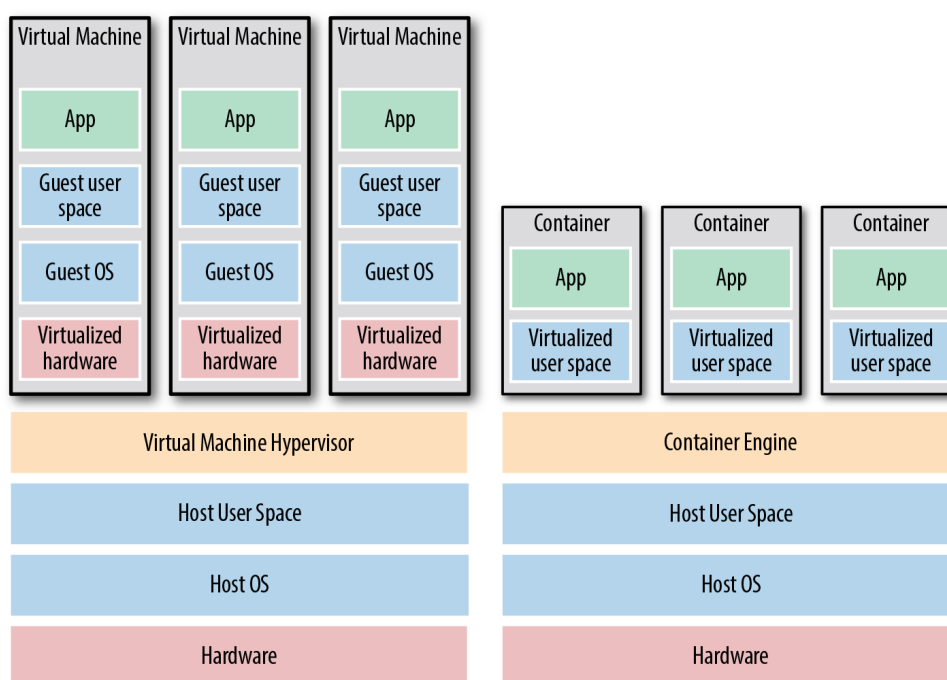 Virtual Machine
Virtual Machine
Virtual Machine
App
App
App
Guest user
space
Guest user
space
Guest user
space
Guest OS
Guest OS
Guest OS
Virtualized
hardware
Virtualized
hardware
Virtualized
hardware
Virtual Machine Hypervisor
Host User Space
Host OS
Hardware
Container
Container
Container
App
App
App
Virtualized
user space
Virtualized
user space
Virtualized
user space
Container Engine
Host User Space
Host OS
Hardware